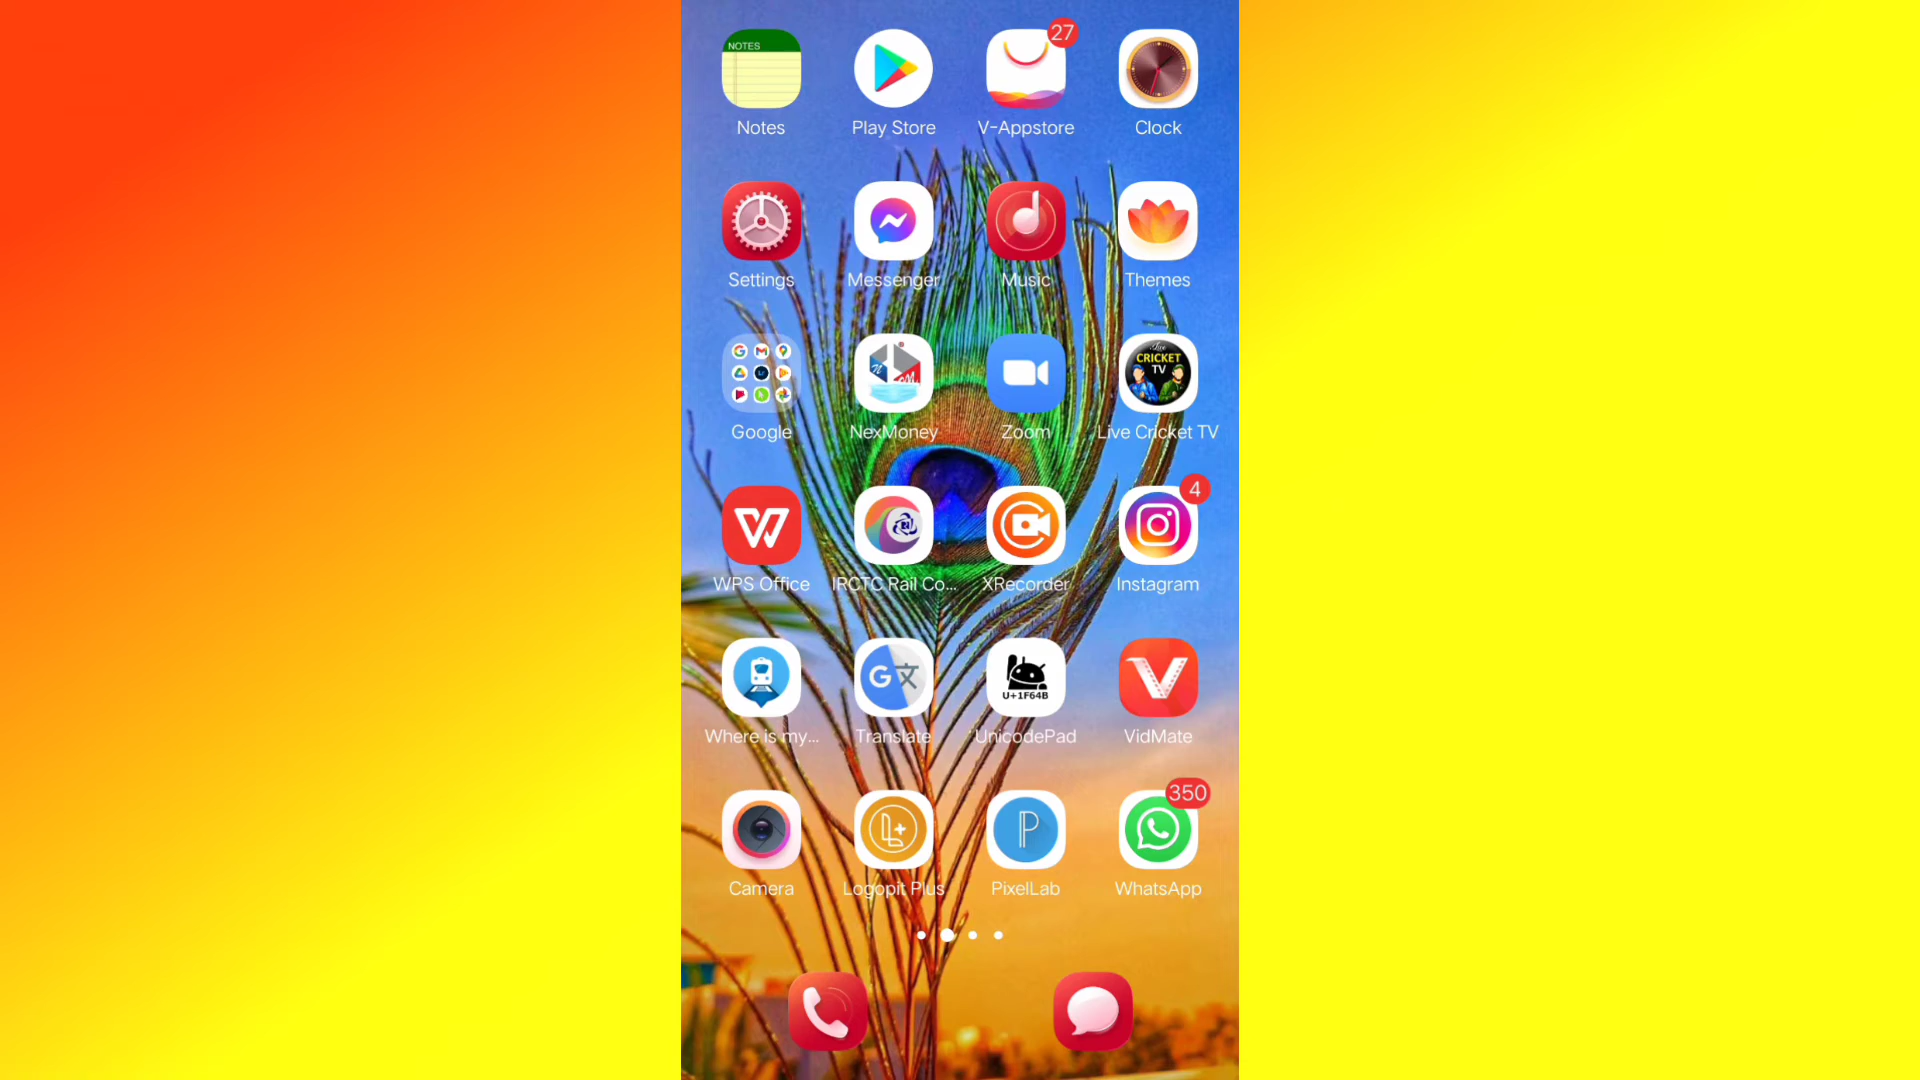 NOTES
27
Notes
Play Store
V-Appstore
Clock
Settings
Messenger
Music
Themes
Live
CRICKET
TV
Google
NexMoney
Zoom
Live Cricket TV
4
WPS Office
IRCTC Rail Co...
XRecorder
Instagram
U+1F64B
Where is my...
Translate
UnicodePad
VidMate
350
Camera
Logopit Plus
PixelLab
WhatsApp